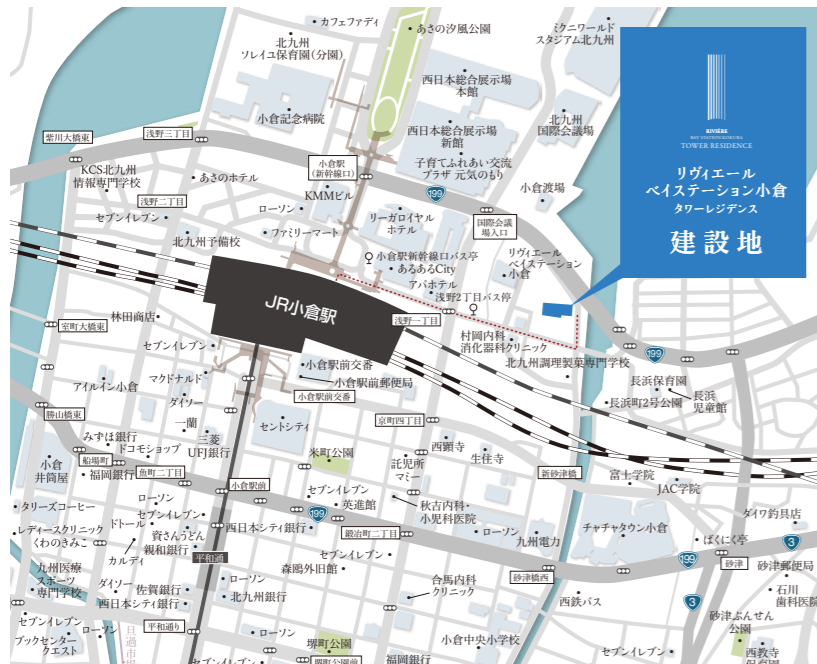 カフェファディ
北九州
ソレイユ保育園（分園）
あさの汐風公園
ミクニワールド
スタジアム北九州
西日本総合展示場
本館
小倉記念病院
西日本総合展示場
新館
北九州
国際会議場
子育てふれあい交流
プラザ 元気のもり
紫川大橋東
浅野三丁目
小倉駅
（新幹線口）
KCS北九州
情報専門学校
あさのホテル
KMMビル
199
小倉渡場
浅野二丁目
セブンイレブン
ローソン
リーガロイヤル
ホテル
国際会議
場入口
北九州予備校
ファミリーマート
小倉駅新幹線口バス亭
あるあるCity
アパホテル
リヴィエール
ベイステーション
小倉
浅野2丁目バス停
RIVIÈRE
BAY STATION KOKURA
TOWER RESIDENCE
リヴィエール
ベイステーション小倉
タワーレジデンス
建設地
JR小倉駅
林田商店
室町大橋東
浅野一丁目
村岡内科
消化器科クリニック
199
セブンイレブン
北九州調理製菓専門学校
小倉駅前交番
小倉駅前郵便局
小倉駅前交番
マクドナルド
アイルイン小倉
ダイソー
長浜保育園
長浜町2号公園
長浜
児童館
勝山橋東
一蘭
セントシティ
京町四丁目
みずほ銀行
ドコモショップ
三菱
UFJ銀行
米町公園
西顕寺
生往寺
船場町
魚町二丁目
福岡銀行
小倉
井筒屋
託児所
マミー
新砂津橋
富士学院
JAC学院
小倉駅前
タリーズコーヒー
ローソン
セブンイレブン
英進館
秋吉内科・
小児科医院
ダイワ釣具店
レディースクリニック
くわのきみこ
ドトール
セブンイレブン
199
西日本シティ銀行
鍛冶町二丁目
ローソン
九州電力
チャチャタウン小倉
ぱくにく亭
3
カルディ
資さんうどん
親和銀行
平和通
セブンイレブン
199
砂津
砂津郵便局
九州医療
スポーツ
専門学校
ダイソー
佐賀銀行
西日本シティ銀行
ローソン
北九州銀行
森鴎外旧館
合馬内科
クリニック
砂津橋西
西鉄バス
3
石川
歯科医院
セブンイレブン
ブックセンター
クエスト
ローソン
旦過市場
平和通り
ローソン
堺町公園
小倉中央小学校
砂津ぶんせん
公園
セブンイレブン
堺町公園前
福岡銀行
セブンイレブン
西教寺
保育園